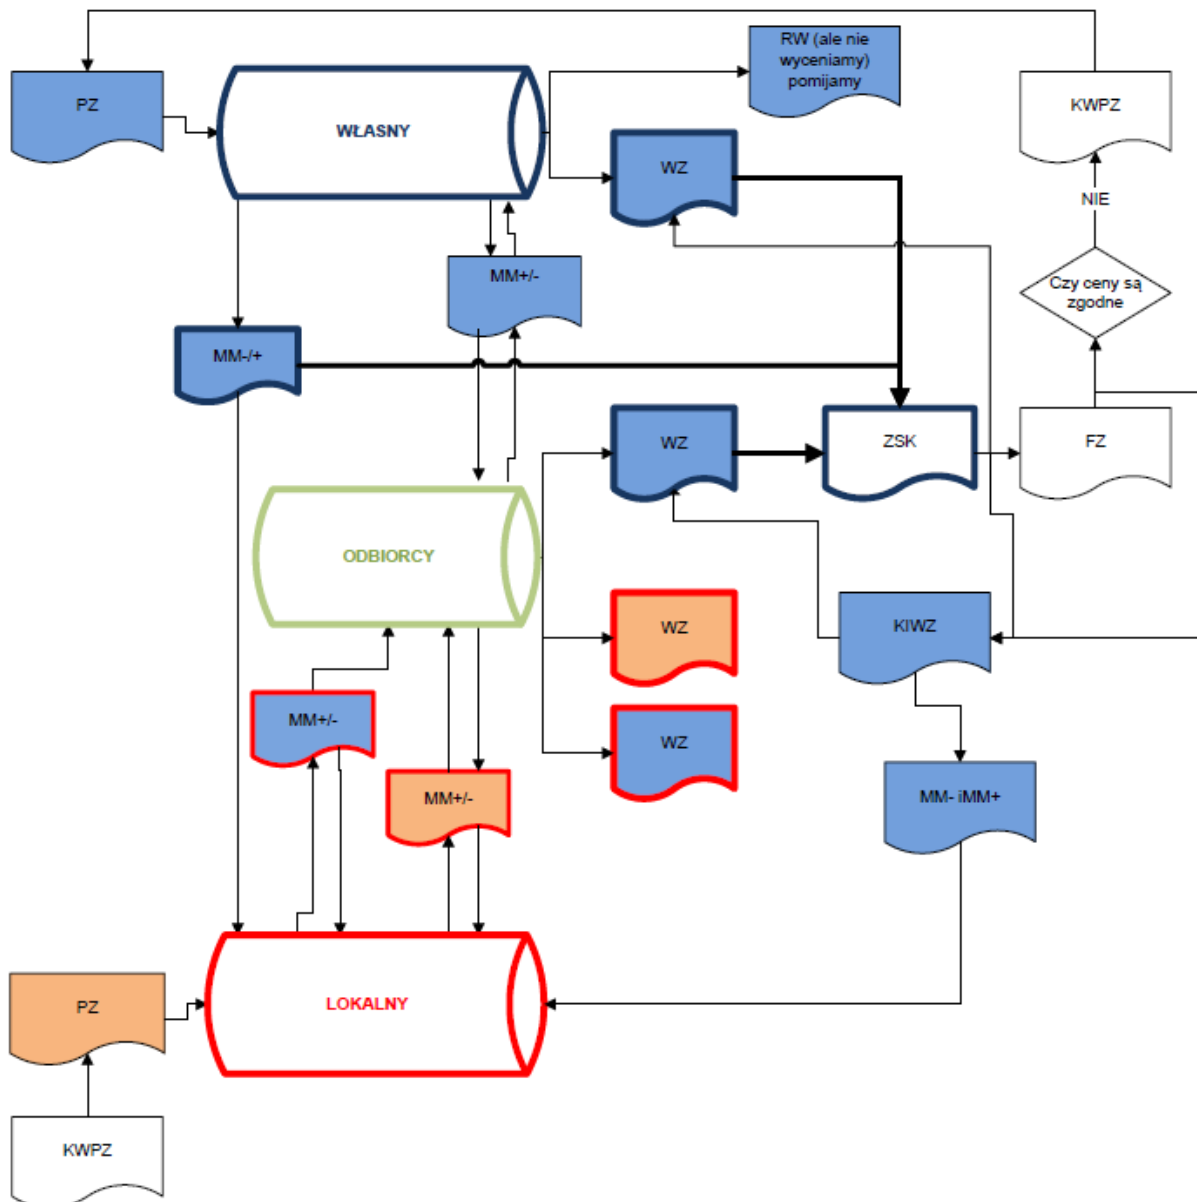 RW (ale nie
wyceniamy)
pomijamy
PZ
WŁASNY
KWPZ
WZ
NIE
MM+/-
Czy ceny są
zgodne
MM-/+
WZ
ZSK
FZ
ODBIORCY
WZ
KIWZ
MM+/-
WZ
MM+/-
MM- iMM+
PZ
LOKALNY
KWPZ